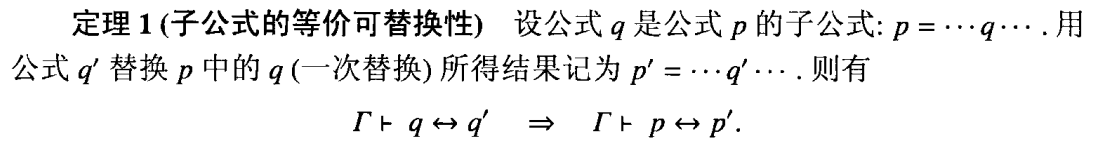 定理 1 (子公式的等价可替换性) 设公式 q 是公式 p 的子公式: p = ⋯q⋯ . 用
公式 q′ 替换 p 中的 q (一次替换) 所得结果记为 p′ = ⋯q′⋯ . 则有
Γ ⊢ q ↔ q′ ⇒ Γ ⊢ p ↔ p′.